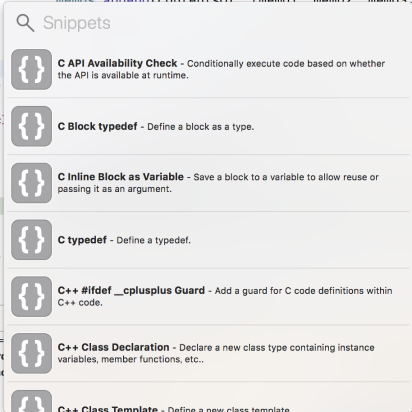 Snippets
{ } C API Availability Check - Conditionally execute code based on whether
the API is available at runtime.
{ } C Block typedef - Define a block as a type.
{ } C Inline Block as Variable - Save a block to a variable to allow reuse or
passing it as an argument.
{ } C typedef - Define a typedef.
{ } C++ #ifdef __cplusplus Guard - Add a guard for C code definitions within
C++ code.
{ } C++ Class Declaration - Declare a new class type containing instance
variables, member functions, etc..
{ } C++ Class Template - Define a new class template